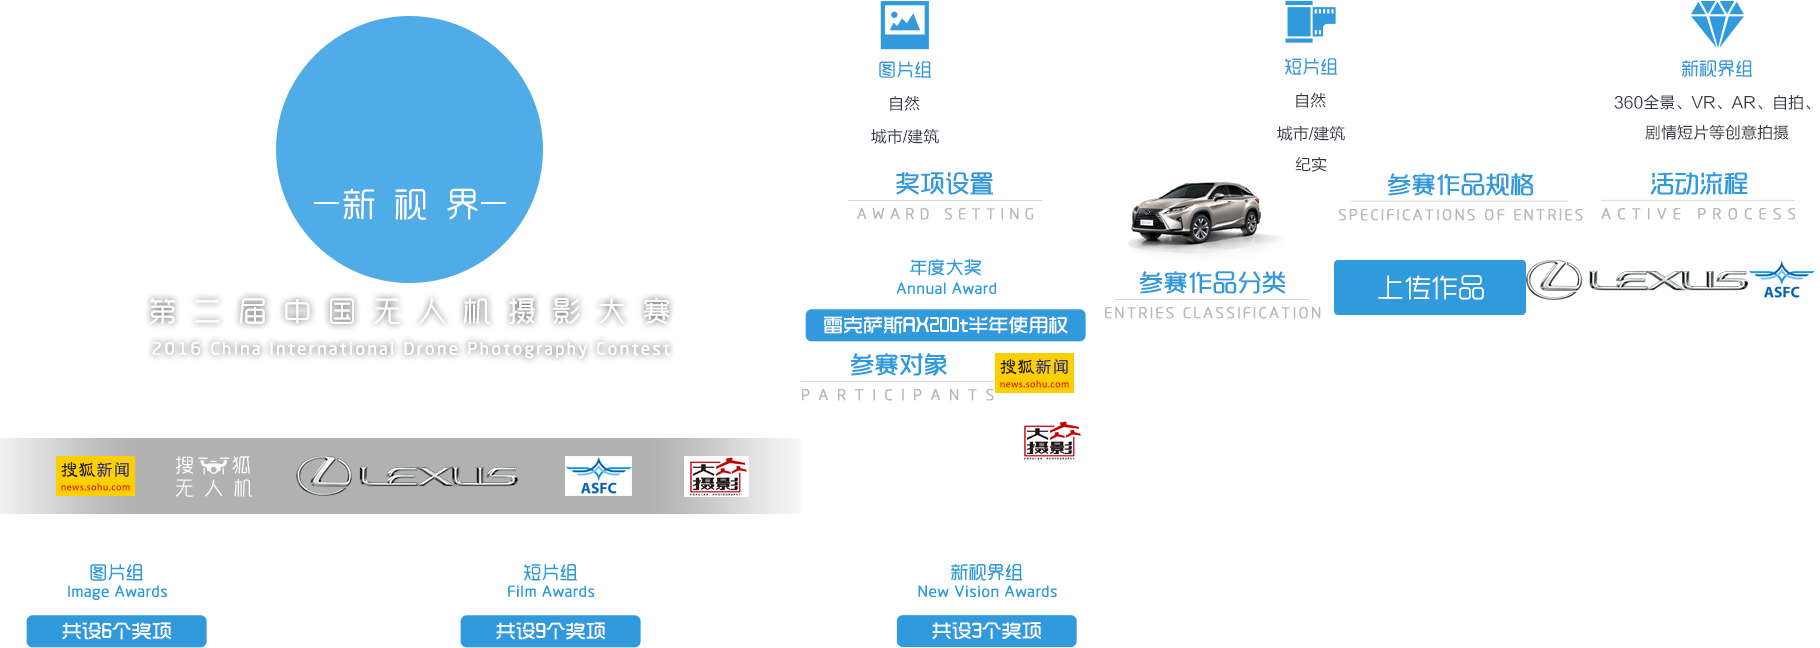 新视界
第二届中国无人机摄影大赛
2016 China International Drone Photography Contest
搜狐新闻
news.sohu.com
搜狐
无人机
LEXUS
ASFC
大众
摄影
POPULAR PHOTOGRAPHY
图片组
Image Awards
共设6个奖项
短片组
Film Awards
共设9个奖项
新视界组
New Vision Awards
共设3个奖项
图片组
自然
城市/建筑
奖项设置
AWARD SETTING
年度大奖
Annual Award
雷克萨斯RX200t半年使用权
参赛对象
PARTICIPANTS
搜狐新闻
news.sohu.com
大众
摄影
POPULAR PHOTOGRAPHY
短片组
自然
城市/建筑
纪实
参赛作品分类
ENTRIES CLASSIFICATION
参赛作品规格
SPECIFICATIONS OF ENTRIES
上传作品
LEXUS
ASFC
新视界组
360全景、VR、AR、自拍、
剧情短片等创意拍摄
活动流程
ACTIVE PROCESS